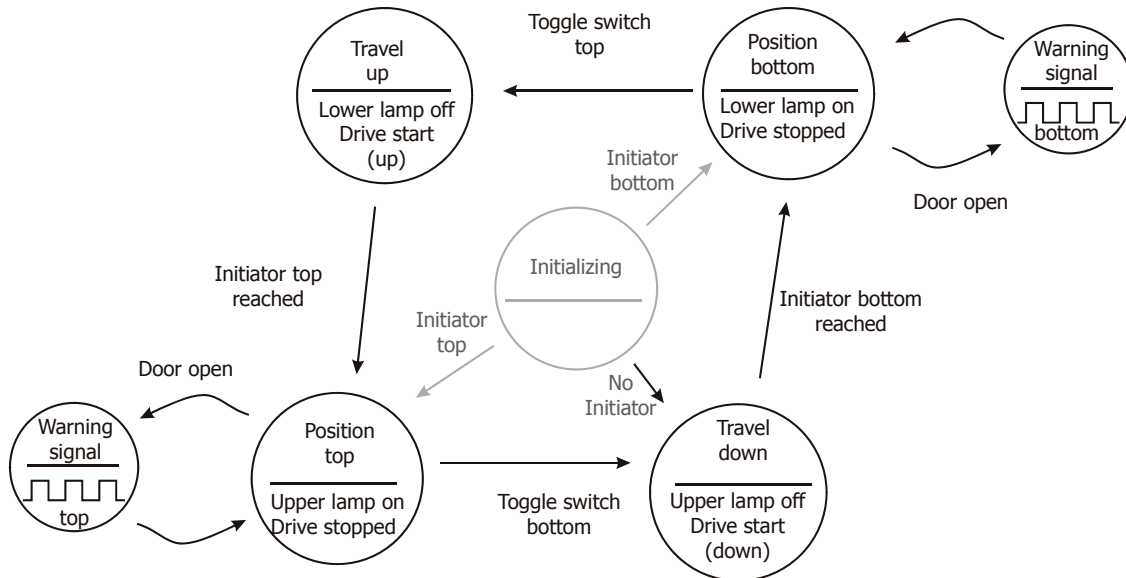 Travel
up
Lower lamp off
Drive start
(up)
Toggle switch
top
Position
bottom
Lower lamp on
Drive stopped
Warning
signal
bottom
Door open
Initiator
bottom
Initializing
Initiator top
reached
Initiator
top
No
Initiator
Initiator bottom
reached
Door open
Warning
signal
top
Position
top
Upper lamp on
Drive stopped
Toggle switch
bottom
Travel
down
Upper lamp off
Drive start
(down)